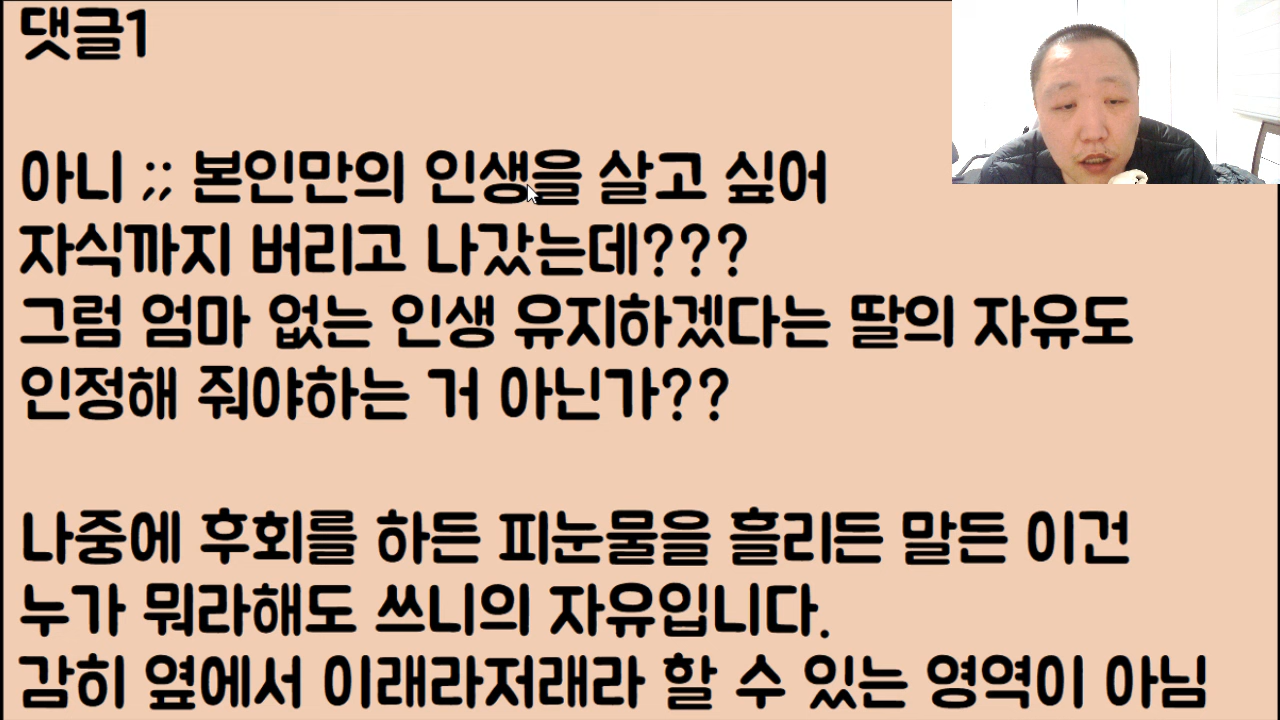 댓글1
아니 ;; 본인만의 인생을 살고 싶어
자식까지 버리고 나갔는데???
그럼 엄마 없는 인생 유지하겠다는 딸의 자유도
인정해 줘야하는 거 아닌가??
나중에 후회를 하든 피눈물을 흘리든 말든 이건
누가 뭐라해도 쓰니의 자유입니다.
감히 옆에서 이래라저래라 할 수 있는 영역이 아님